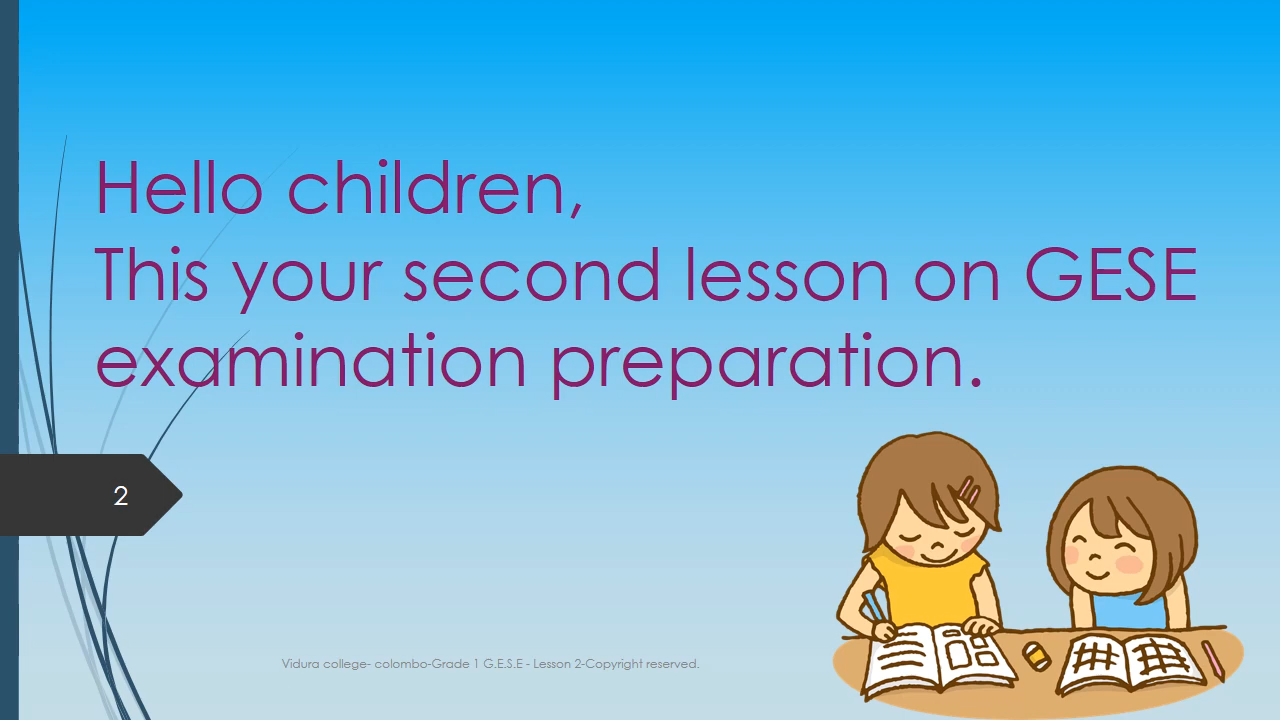 Hello children,
This your second lesson on GESE
examination preparation.
2
Vidura college- colombo-Grade 1 G.E.S.E - Lesson 2-Copyright reserved.